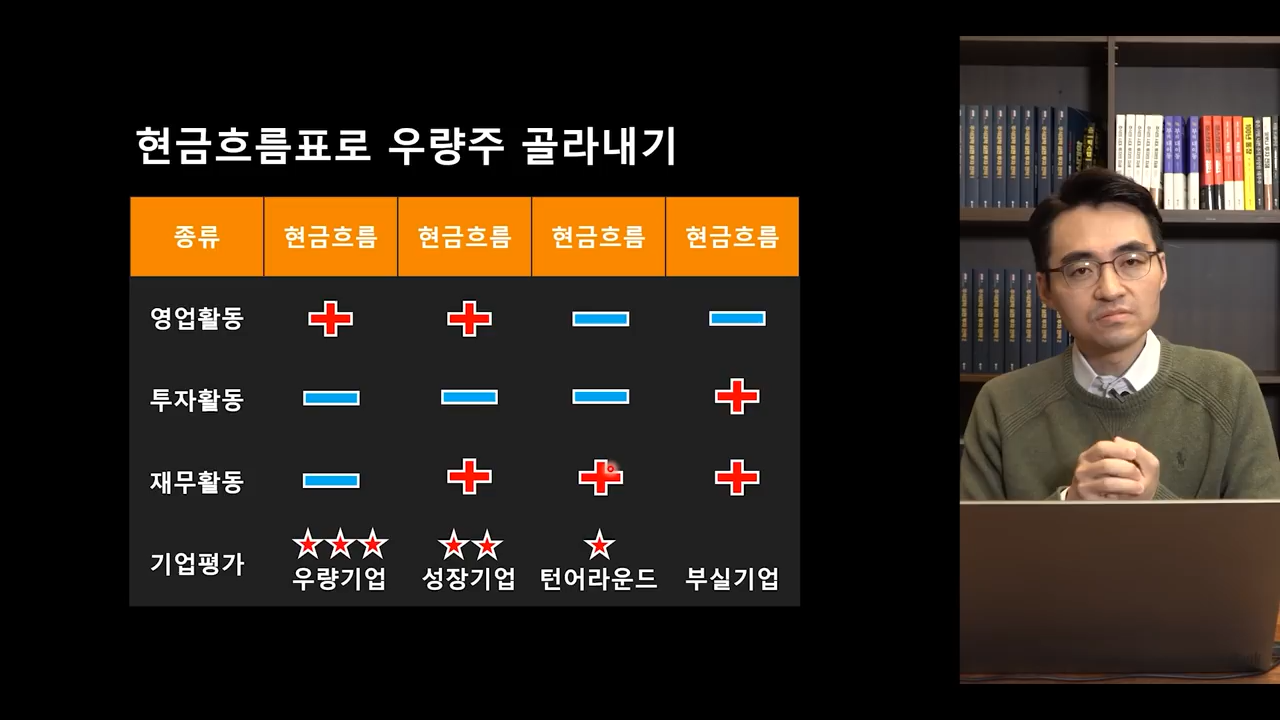 현금흐름표로 우량주 골라내기
종류 현금흐름 현금흐름 현금흐름 현금흐름
영업활동
투자활동
재무활동
기업평가 우량기업 성장기업 턴어라운드 부실기업